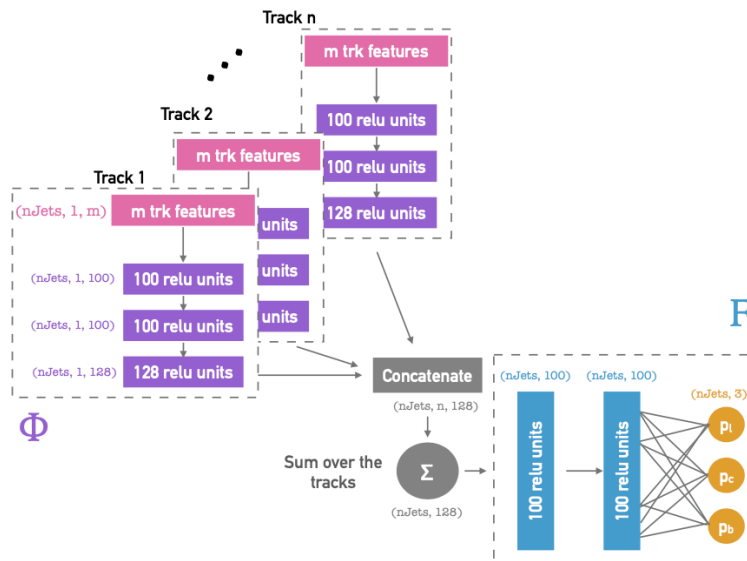 Track n
m trk features
100 relu units
100 relu units
128 relu units
Track 2
m trk features
units
units
units
Track 1
(nJets, 1, m)
m trk features
(nJets, 1, 100)
100 relu units
(nJets, 1, 100)
100 relu units
(nJets, 1, 128)
128 relu units
Φ
Concatenate
(nJets, n, 128)
Sum over the
tracks
Σ
(nJets, 128)
F
(nJets, 100)
(nJets, 100)
100 relu units
100 relu units
(nJets, 3)
pl
pc
pb